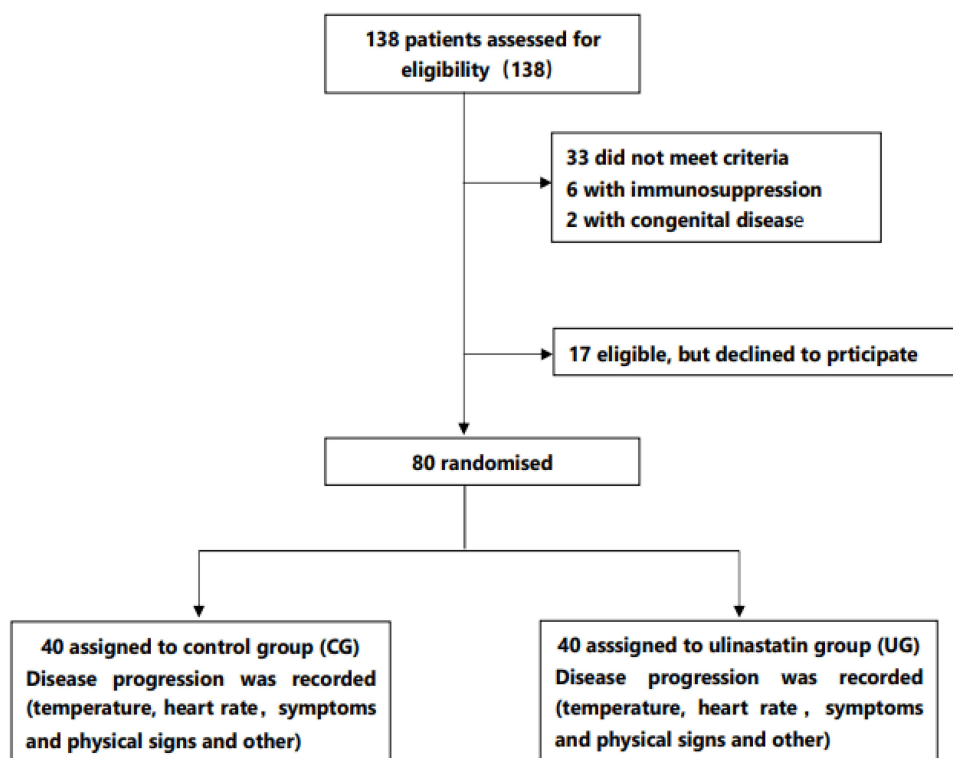 138 patients assessed for
eligibility（138）
33 did not meet criteria
6 with immunosuppression
2 with congenital disease
17 eligible, but declined to prticipate
80 randomised
40 assigned to control group (CG)
Disease progression was recorded
(temperature, heart rate，symptoms
and physical signs and other)
40 asssigned to ulinastatin group (UG)
Disease progression was recorded
(temperature, heart rate，symptoms
and physical signs and other)